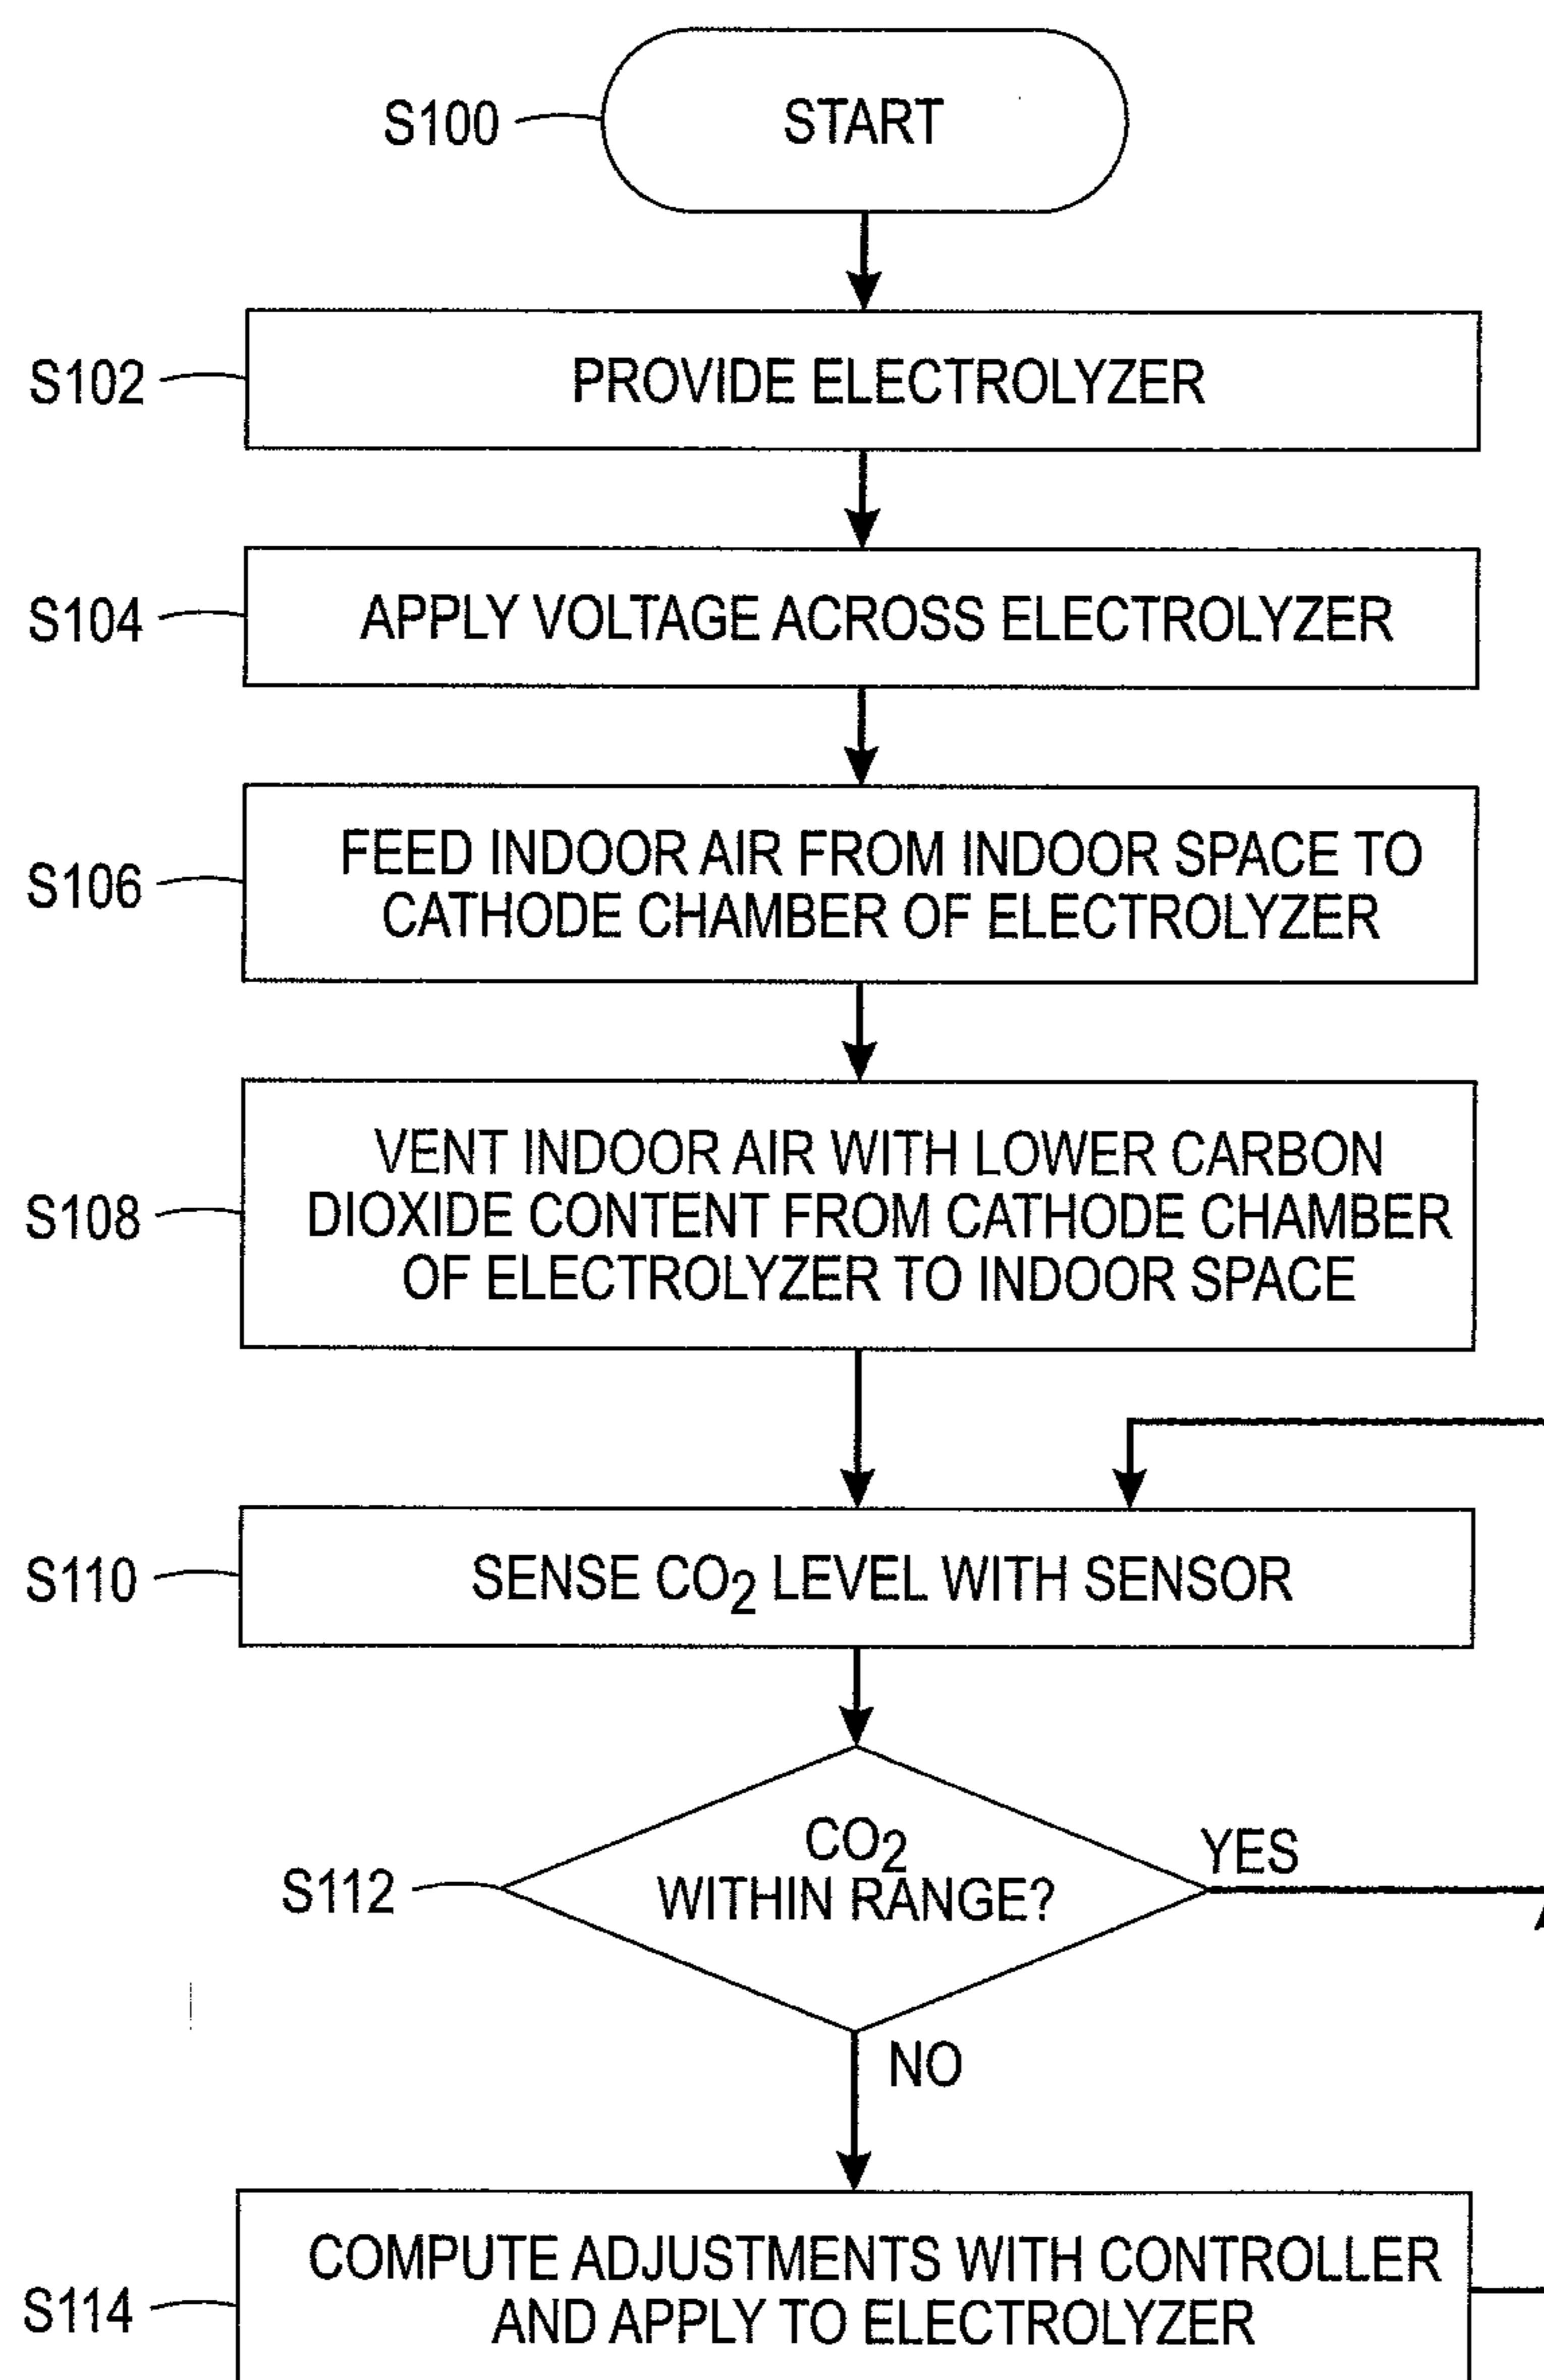 S100
START
S102
PROVIDE ELECTROLYZER
S104
APPLY VOLTAGE ACROSS ELECTROLYZER
S106
FEED INDOOR AIR FROM INDOOR SPACE TO
CATHODE CHAMBER OF ELECTROLYZER
S108
VENT INDOOR AIR WITH LOWER CARBON
DIOXIDE CONTENT FROM CATHODE CHAMBER
OF ELECTROLYZER TO INDOOR SPACE
S110
SENSE CO₂ LEVEL WITH SENSOR
S112
CO₂
WITHIN RANGE?
YES
NO
S114
COMPUTE ADJUSTMENTS WITH CONTROLLER
AND APPLY TO ELECTROLYZER